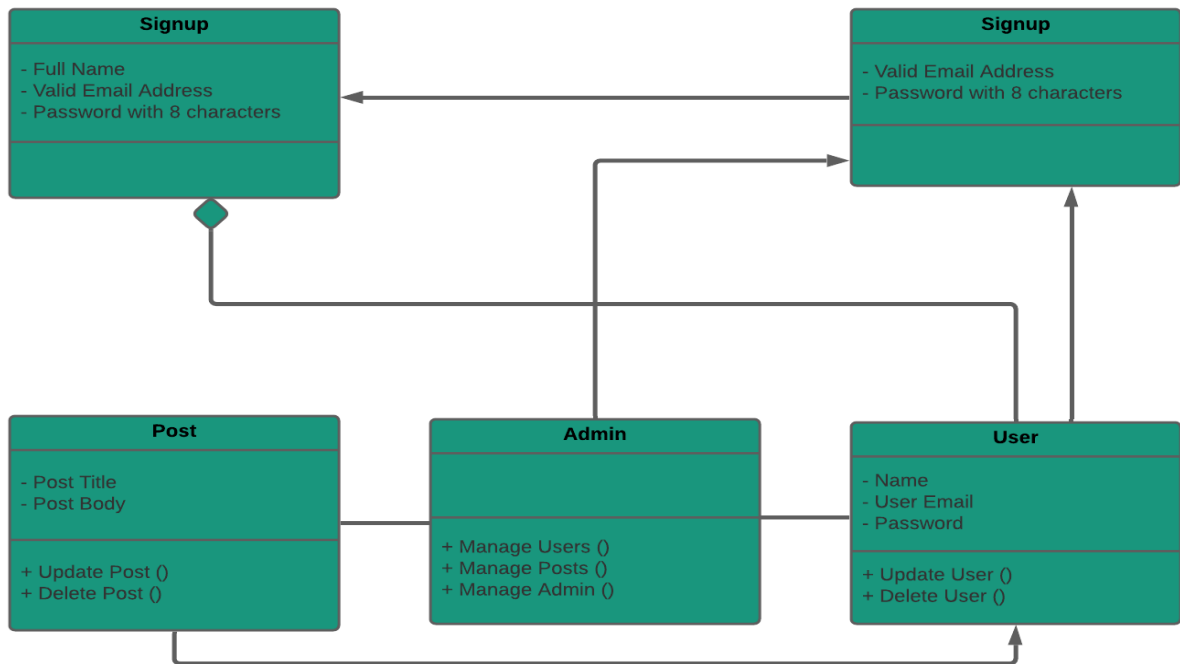 Signup
- Full Name
- Valid Email Address
- Password with 8 characters
Signup
- Valid Email Address
- Password with 8 characters
Post
- Post Title
- Post Body
+ Update Post ()
+ Delete Post ()
Admin
+ Manage Users ()
+ Manage Posts ()
+ Manage Admin ()
User
- Name
- User Email
- Password
+ Update User ()
+ Delete User ()